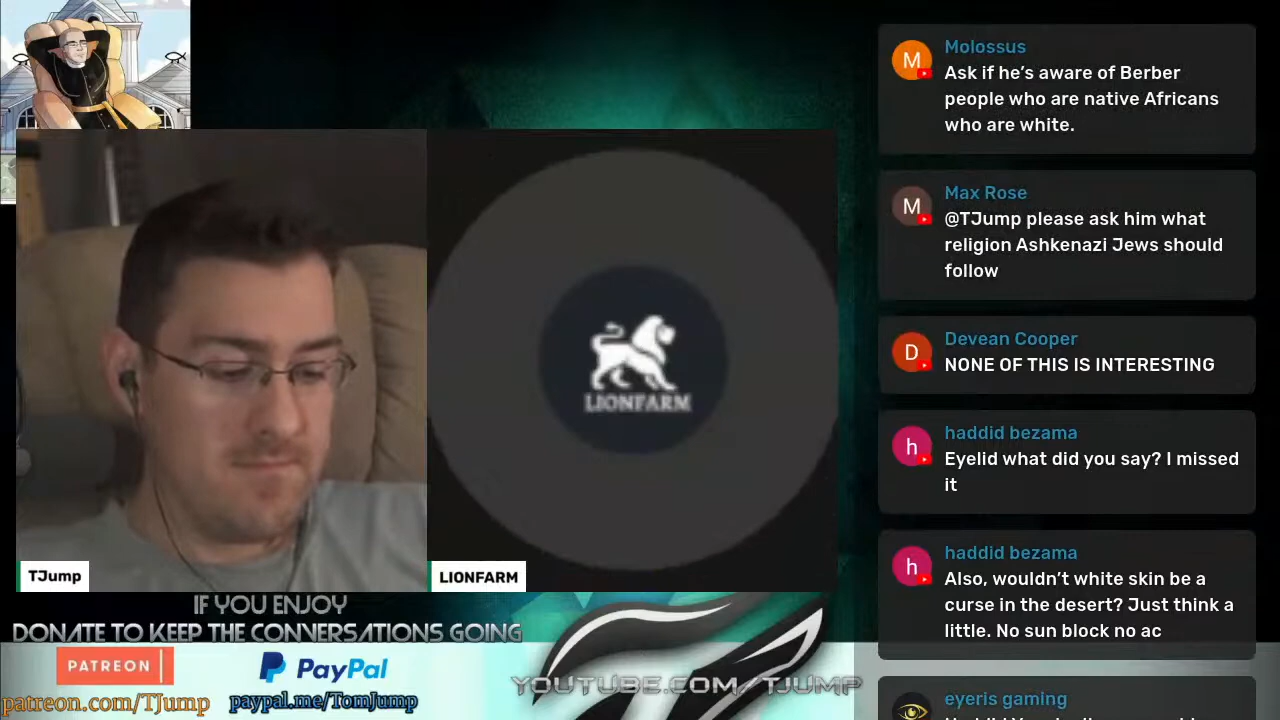 TJump
LIONFARM
LIONFARM
IF YOU ENJOY
DONATE TO KEEP THE CONVERSATIONS GOING
PATREON
PayPal
patreon.com/TJump
paypal.me/TomJump
YOUTUBE.COM/TJUMP
M
Molossus
Ask if he’s aware of Berber
people who are native Africans
who are white.
M
Max Rose
@TJump please ask him what
religion Ashkenazi Jews should
follow
D
Devean Cooper
NONE OF THIS IS INTERESTING
h
haddid bezama
Eyelid what did you say? I missed
it
h
haddid bezama
Also, wouldn’t white skin be a
curse in the desert? Just think a
little. No sun block no ac
eyeris gaming